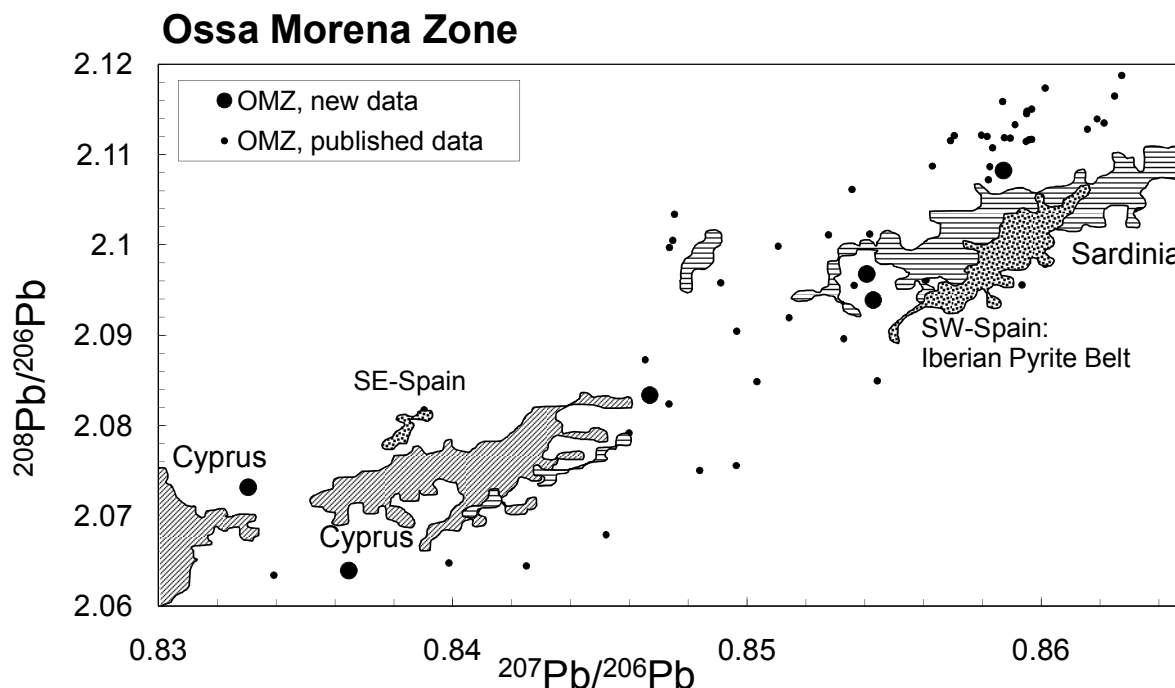 Ossa Morena Zone
2.12
OMZ, new data
OMZ, published data
2.11
2.1
Sardinia
2.09
SW-Spain:
Iberian Pyrite Belt
SE-Spain
2.08
Cyprus
2.07
Cyprus
2.06
0.83
0.84
0.85
0.86
208Pb/206Pb
207Pb/206Pb